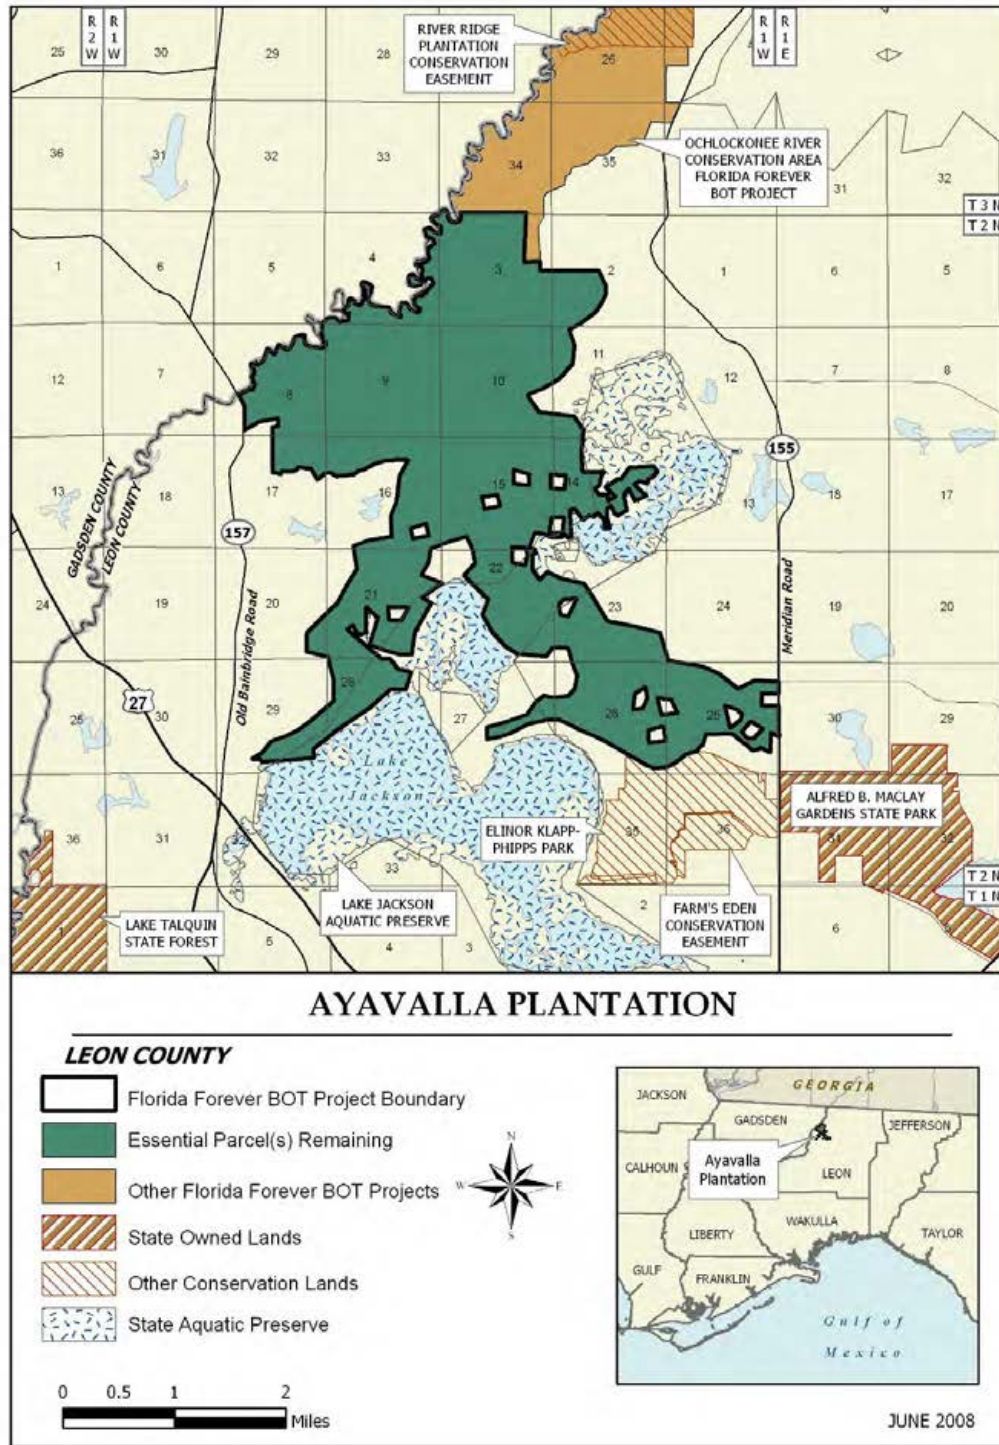 R R
2 1
W W
25
30
29
28
RIVER RIDGE
PLANTATION
CONSERVATION
EASEMENT
26
R R
1 1
W E
36
31
32
33
34
35
OCHLOCKONEE RIVER
CONSERVATION AREA
FLORIDA FOREVER
BOT PROJECT
31
32
T 3 N
T 2 N
1
6
5
4
3
2
1
6
5
12
7
8
9
10
11
12
7
8
155
13
18
17
16
15
14
13
18
17
GADSDEN COUNTY
LEON COUNTY
157
24
19
20
21
22
23
24
19
20
Old Bainbridge Road
Meridian Road
27
25
30
29
28
27
26
25
30
29
Lake
Jackson
ALFRED B. MACLAY
GARDENS STATE PARK
36
31
32
33
ELINOR KLAPP-
PHIPPS PARK
35
36
31
32
T 2 N
T 1 N
LAKE TALQUIN
STATE FOREST
LAKE JACKSON
AQUATIC PRESERVE
FARM'S EDEN
CONSERVATION
EASEMENT
1
5
4
3
2
6
5
AYAVALLA PLANTATION
LEON COUNTY
Florida Forever BOT Project Boundary
Essential Parcel(s) Remaining
Other Florida Forever BOT Projects
State Owned Lands
Other Conservation Lands
State Aquatic Preserve
N
W E
S
0 0.5 1 2
Miles
GEORGIA
JACKSON
GADSDEN
JEFFERSON
CALHOUN
Ayavalla
Plantation
LEON
WAKULLA
LIBERTY
TAYLOR
GULF
FRANKLIN
Gulf of
Mexico
JUNE 2008